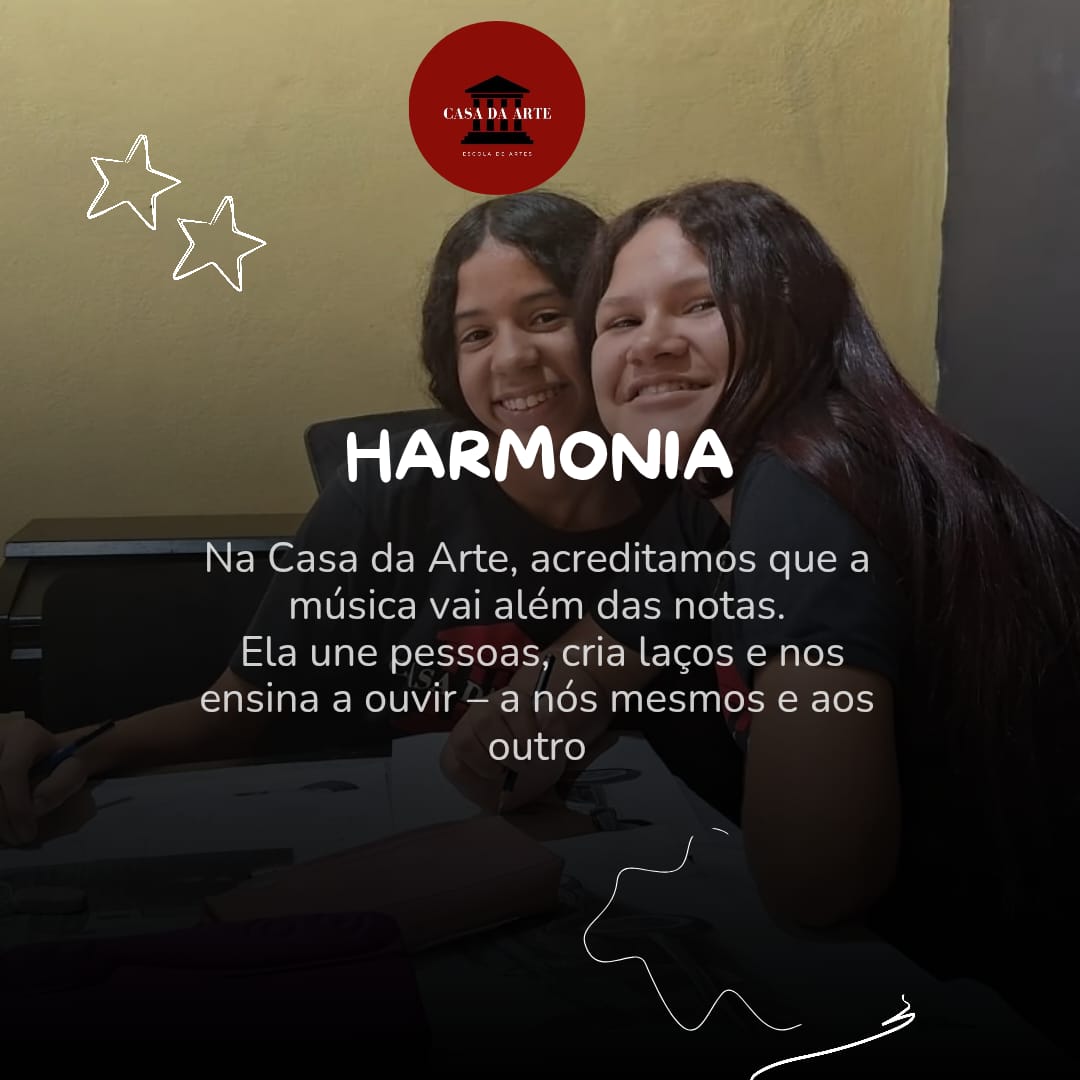 CASA DA ARTE
ESCOLA DE ARTES
HARMONIA
Na Casa da Arte, acreditamos que a
música vai além das notas.
Ela une pessoas, cria laços e nos
ensina a ouvir – a nós mesmos e aos
outro